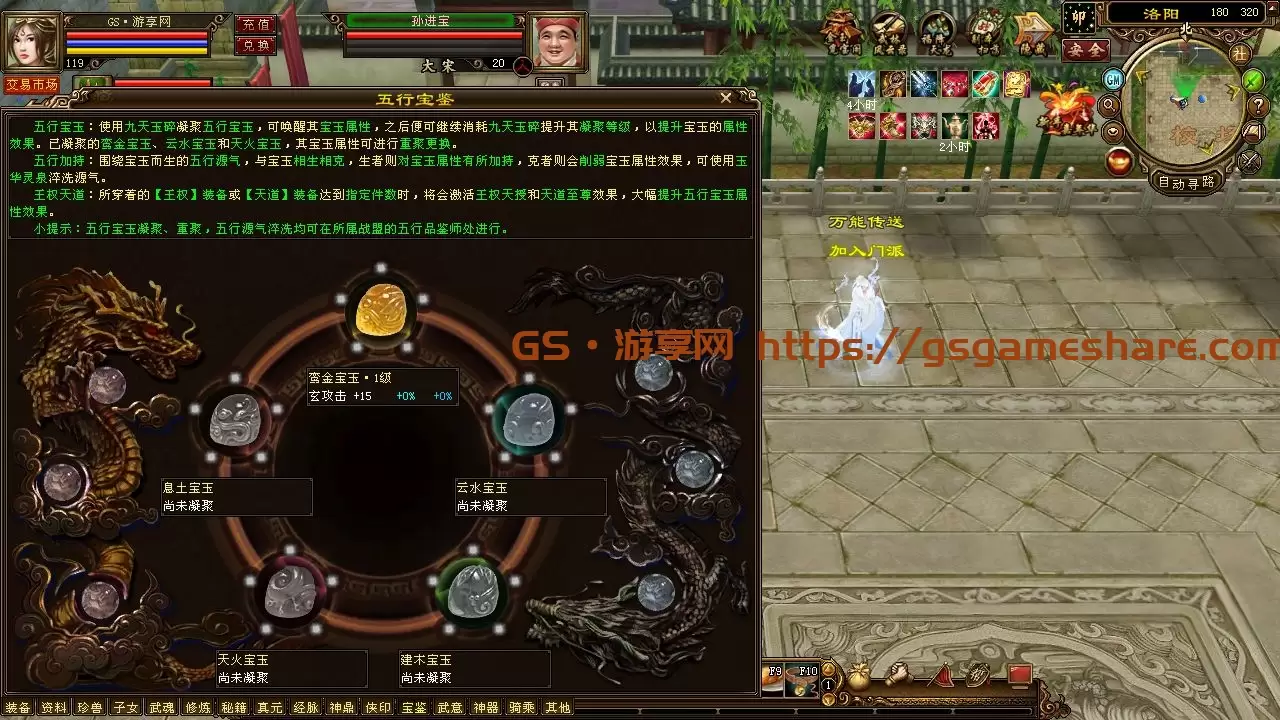 GS·游享网
充值
兑换
119
交易市场
孙进宝
大宋
20
洛阳 180 320
北
卯
安全
社
GM
自动寻路
4小时
2小时
五行宝鉴
五行宝玉：使用九天玉碎凝聚五行宝玉，可唤醒其宝玉属性，之后便可继续消耗九天玉碎提升其凝聚等级，以提升宝玉的属性
效果。已凝聚的蛮金宝玉、云水宝玉和天火宝玉，其宝玉属性可进行重聚更换。
五行加持：围绕宝玉而生的五行源气，与宝玉相生相克，生者则对宝玉属性有所加持，克者则会削弱宝玉属性效果，可使用玉
华灵泉淬洗源气。
王权天道：所穿着的【王权】装备或【天道】装备达到指定件数时，将会激活王权天授和天道至尊效果，大幅提升五行宝玉属
性效果。
小提示：五行宝玉凝聚、重聚，五行源气淬洗均可在所属战盟的五行品鉴师处进行。
万能传送
加入门派
GS·游享网 https://gsgameshare.com
蛮金宝玉·1级
玄攻击 +15 +0% +0%
息土宝玉
尚未凝聚
云水宝玉
尚未凝聚
天火宝玉
尚未凝聚
建术宝玉
尚未凝聚
F9 F10
1
装备 资料 子女 武魂 侠印 宝鉴 武意 神器 骑乘 其他